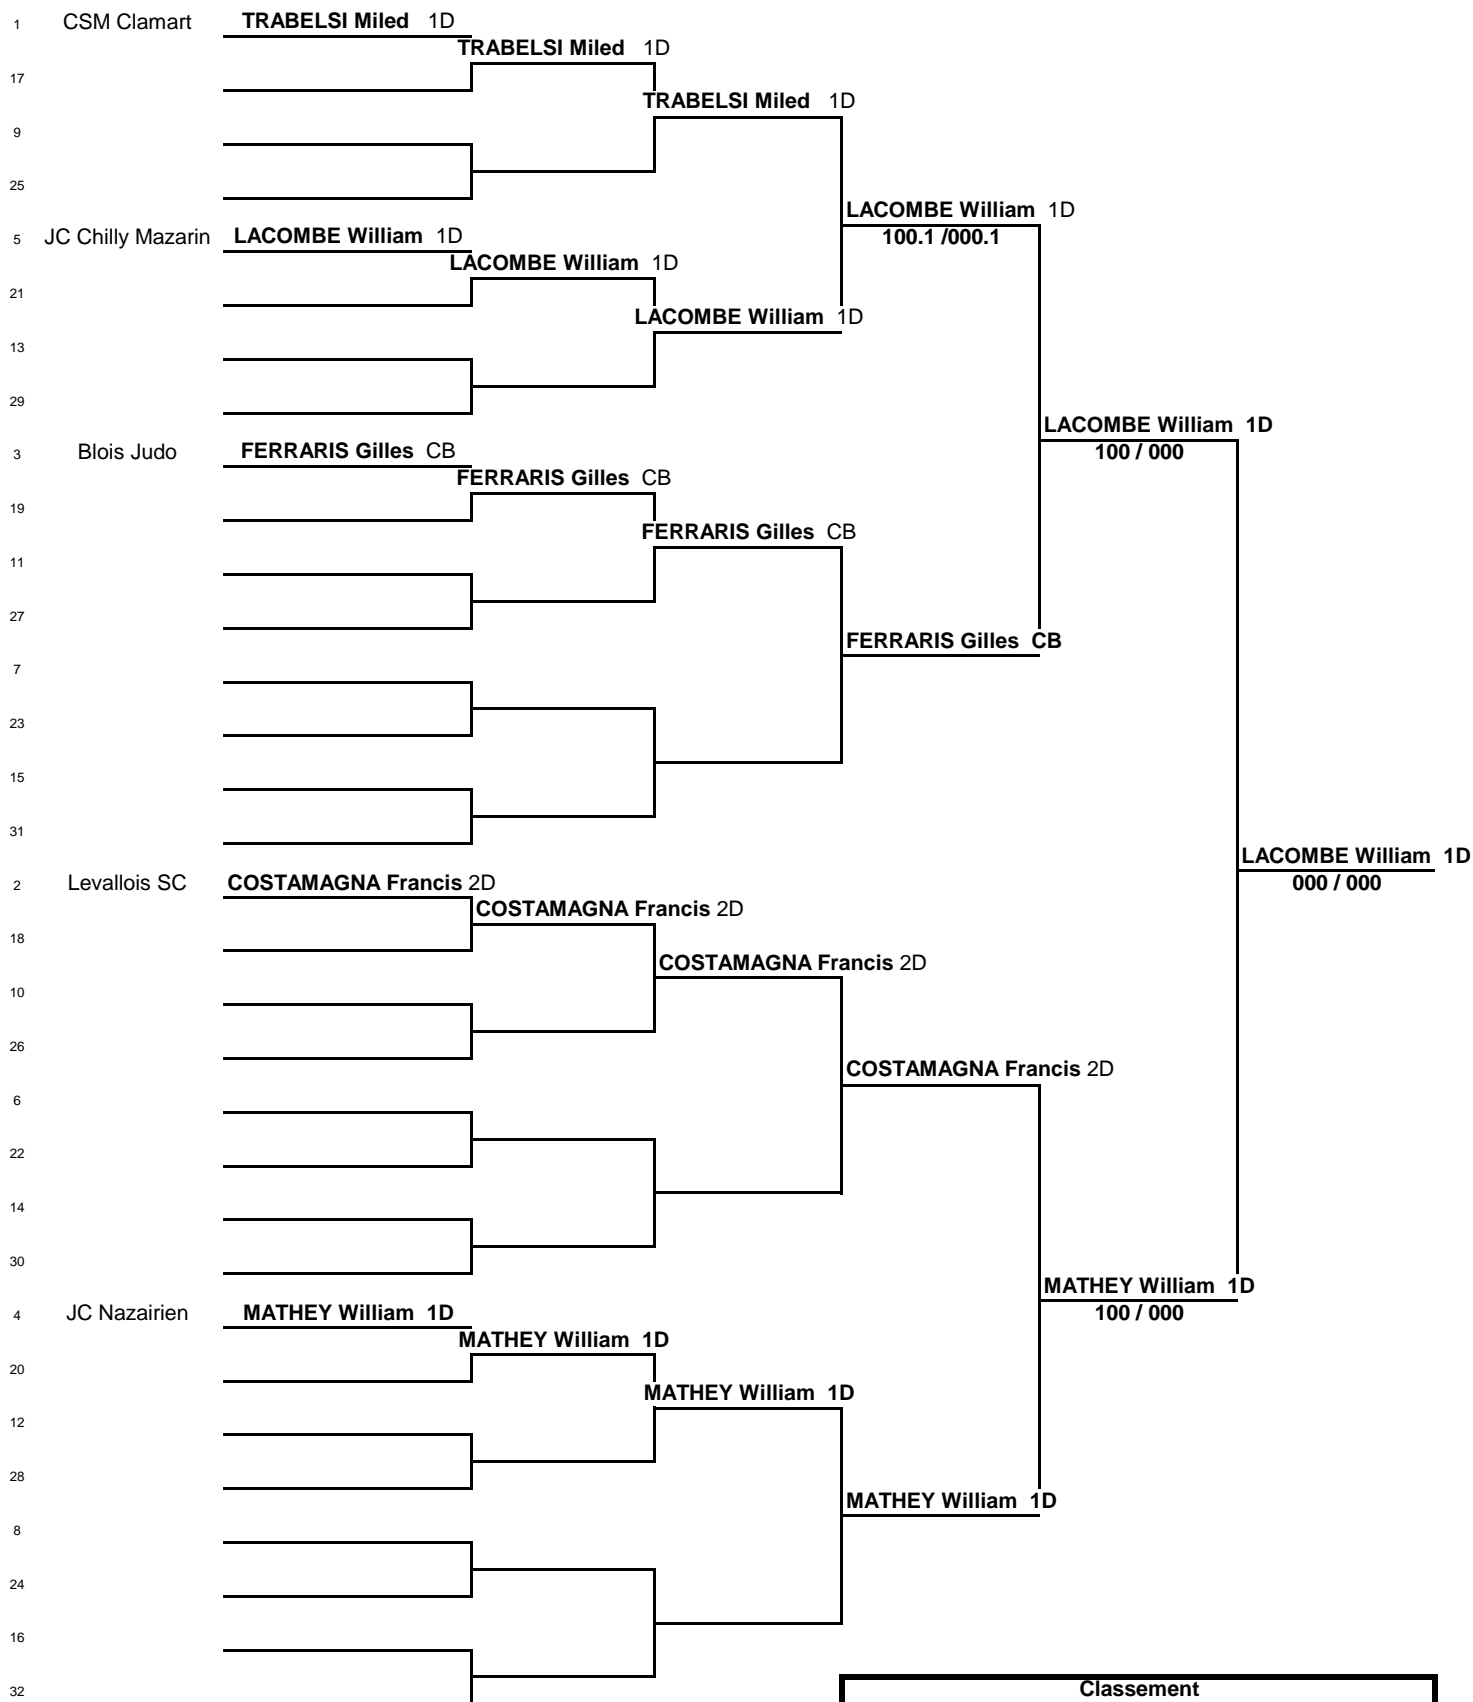 1 CSM Clamart TRABELSI Miled 1D
TRABELSI Miled 1D
17
TRABELSI Miled 1D
9
25
LACOMBE William 1D
5 JC Chilly Mazarin LACOMBE William 1D 100.1 /000.1
LACOMBE William 1D
21
LACOMBE William 1D
13
29
LACOMBE William 1D
3 Blois Judo FERRARIS Gilles CB 100 / 000
FERRARIS Gilles CB
19
FERRARIS Gilles CB
11
27
FERRARIS Gilles CB
7
23
15
31
LACOMBE William 1D
2 Levallois SC COSTAMAGNA Francis 2D 000 / 000
COSTAMAGNA Francis 2D
18
COSTAMAGNA Francis 2D
10
26
COSTAMAGNA Francis 2D
6
22
14
30
MATHEY William 1D
4 JC Nazairien MATHEY William 1D 100 / 000
MATHEY William 1D
20
MATHEY William 1D
12
28
MATHEY William 1D
8
24
16
32 Classement